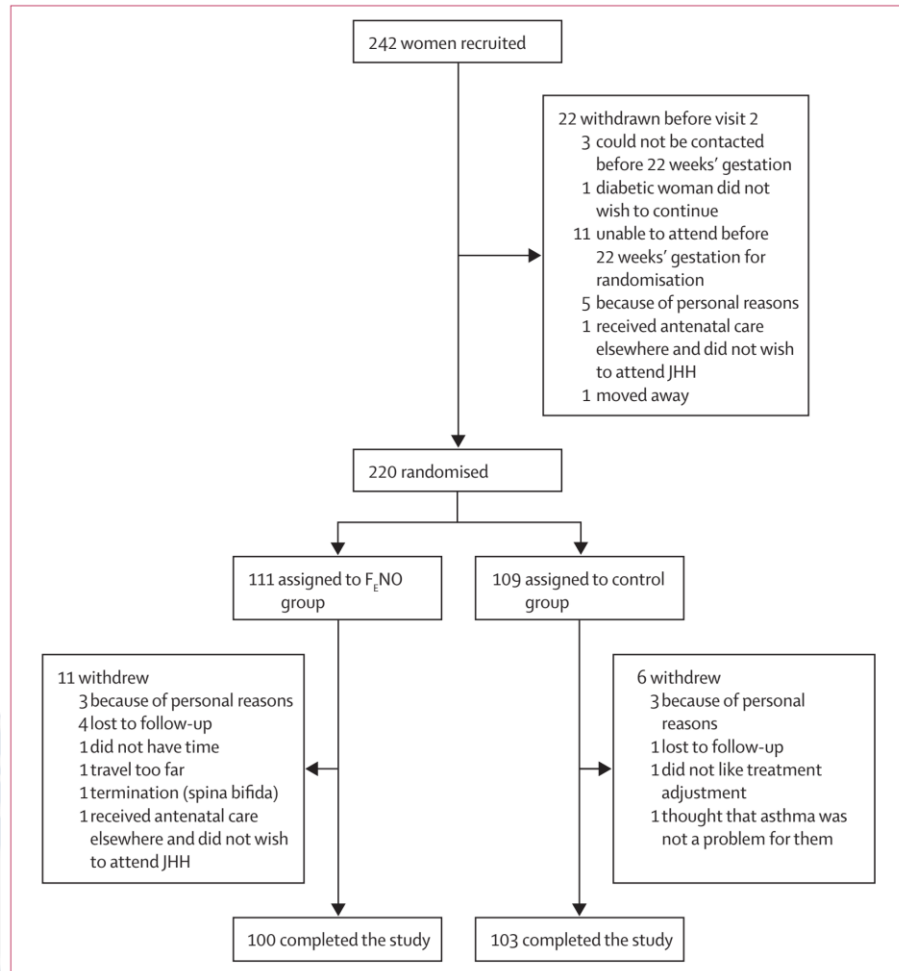 242 women recruited
22 withdrawn before visit 2
3 could not be contacted
before 22 weeks’ gestation
1 diabetic woman did not
wish to continue
11 unable to attend before
22 weeks’ gestation for
randomisation
5 because of personal reasons
1 received antenatal care
elsewhere and did not wish
to attend JHH
1 moved away
220 randomised
111 assigned to FENO
group
109 assigned to control
group
11 withdrew
3 because of personal reasons
4 lost to follow-up
1 did not have time
1 travel too far
1 termination (spina bifida)
1 received antenatal care
elsewhere and did not wish
to attend JHH
6 withdrew
3 because of personal
reasons
1 lost to follow-up
1 did not like treatment
adjustment
1 thought that asthma was
not a problem for them
100 completed the study
103 completed the study